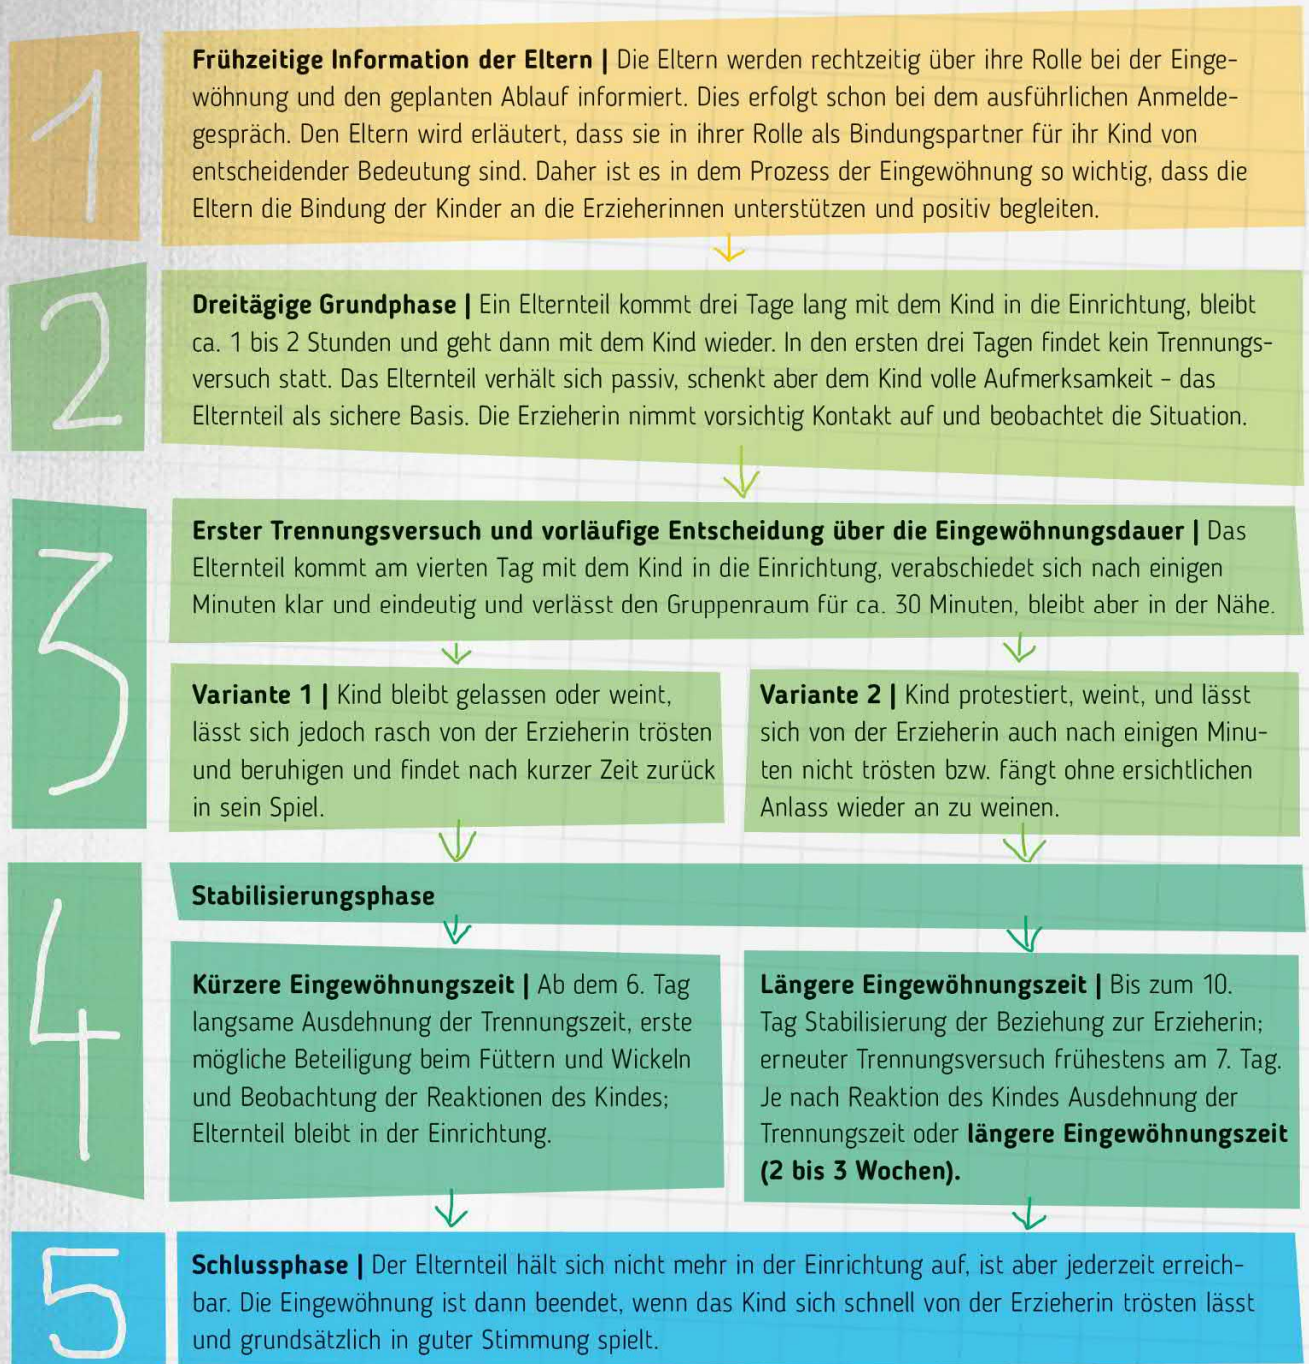 1
Frühzeitige Information der Eltern | Die Eltern werden rechtzeitig über ihre Rolle bei der Einge-
wöhnung und den geplanten Ablauf informiert. Dies erfolgt schon bei dem ausführlichen Anmelde-
gespräch. Den Eltern wird erläutert, dass sie in ihrer Rolle als Bindungspartner für ihr Kind von
entscheidender Bedeutung sind. Daher ist es in dem Prozess der Eingewöhnung so wichtig, dass die
Eltern die Bindung der Kinder an die Erzieherinnen unterstützen und positiv begleiten.
2
Dreitägige Grundphase | Ein Elternteil kommt drei Tage lang mit dem Kind in die Einrichtung, bleibt
ca. 1 bis 2 Stunden und geht dann mit dem Kind wieder. In den ersten drei Tagen findet kein Trennungs-
versuch statt. Das Elternteil verhält sich passiv, schenkt aber dem Kind volle Aufmerksamkeit – das
Elternteil als sichere Basis. Die Erzieherin nimmt vorsichtig Kontakt auf und beobachtet die Situation.
3
Erster Trennungsversuch und vorläufige Entscheidung über die Eingewöhnungsdauer | Das
Elternteil kommt am vierten Tag mit dem Kind in die Einrichtung, verabschiedet sich nach einigen
Minuten klar und eindeutig und verlässt den Gruppenraum für ca. 30 Minuten, bleibt aber in der Nähe.
Variante 1 | Kind bleibt gelassen oder weint,
lässt sich jedoch rasch von der Erzieherin trösten
und beruhigen und findet nach kurzer Zeit zurück
in sein Spiel.
Variante 2 | Kind protestiert, weint, und lässt
sich von der Erzieherin auch nach einigen Minu-
ten nicht trösten bzw. fängt ohne ersichtlichen
Anlass wieder an zu weinen.
4
Stabilisierungsphase
Kürzere Eingewöhnungszeit | Ab dem 6. Tag
langsame Ausdehnung der Trennungszeit, erste
mögliche Beteiligung beim Füttern und Wickeln
und Beobachtung der Reaktionen des Kindes;
Elternteil bleibt in der Einrichtung.
Längere Eingewöhnungszeit | Bis zum 10.
Tag Stabilisierung der Beziehung zur Erzieherin;
erneuter Trennungsversuch frühestens am 7. Tag.
Je nach Reaktion des Kindes Ausdehnung der
Trennungszeit oder längere Eingewöhnungszeit
(2 bis 3 Wochen).
5
Schlussphase | Der Elternteil hält sich nicht mehr in der Einrichtung auf, ist aber jederzeit erreich-
bar. Die Eingewöhnung ist dann beendet, wenn das Kind sich schnell von der Erzieherin trösten lässt
und grundsätzlich in guter Stimmung spielt.